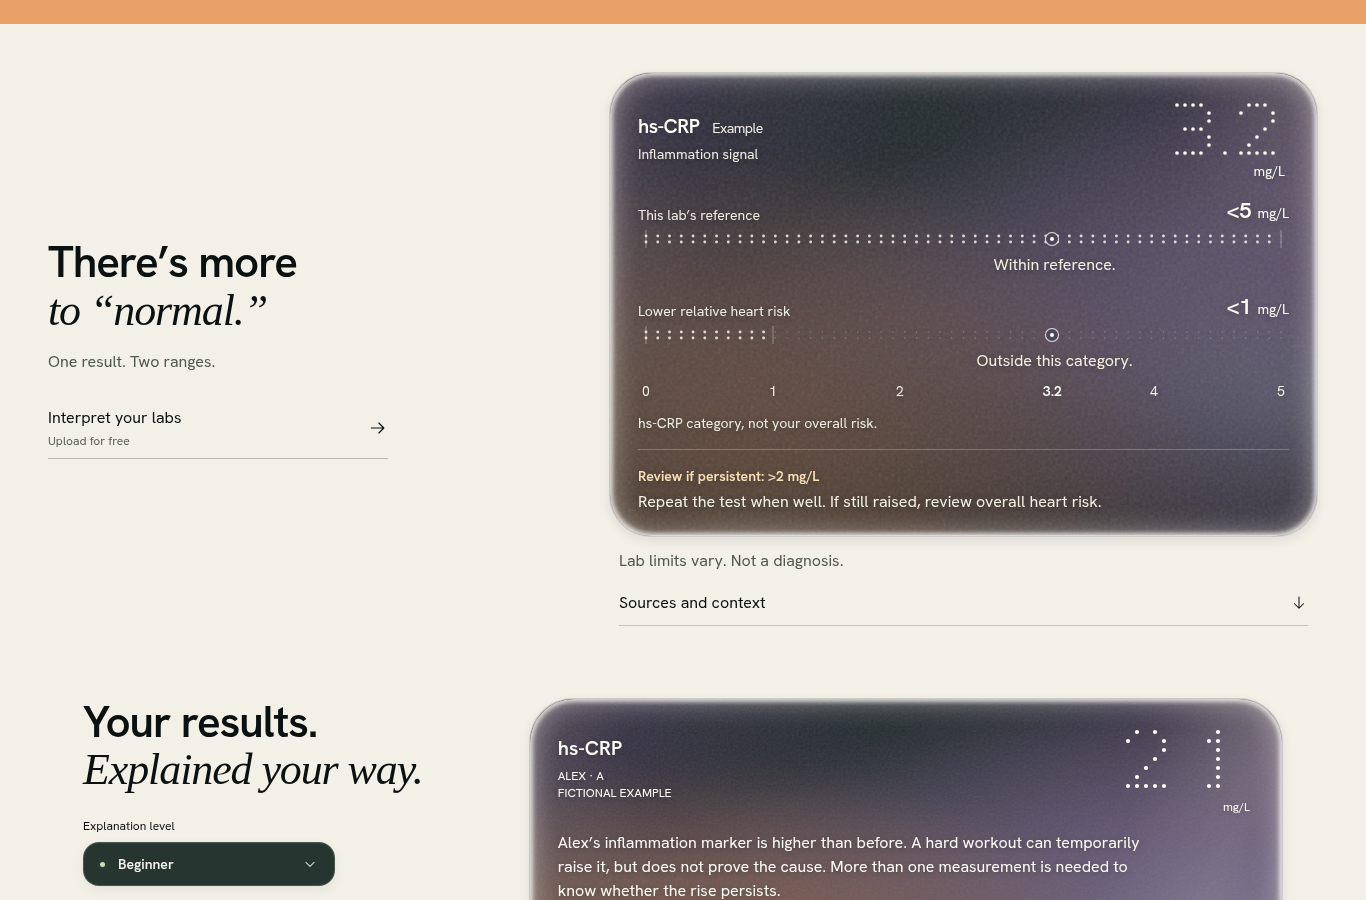 There’s more
to “normal.”
One result. Two ranges.
Interpret your labs
Upload for free
hs-CRP Example
Inflammation signal
3.2
mg/L
This lab’s reference
<5 mg/L
Within reference.
Lower relative heart risk
<1 mg/L
Outside this category.
0 1 2 3.2 4 5
hs-CRP category, not your overall risk.
Review if persistent: >2 mg/L
Repeat the test when well. If still raised, review overall heart risk.
Lab limits vary. Not a diagnosis.
Sources and context
Your results.
Explained your way.
Explanation level
Beginner
hs-CRP
ALEX · A
FICTIONAL EXAMPLE
21
mg/L
Alex’s inflammation marker is higher than before. A hard workout can temporarily
raise it, but does not prove the cause. More than one measurement is needed to
know whether the rise persists.